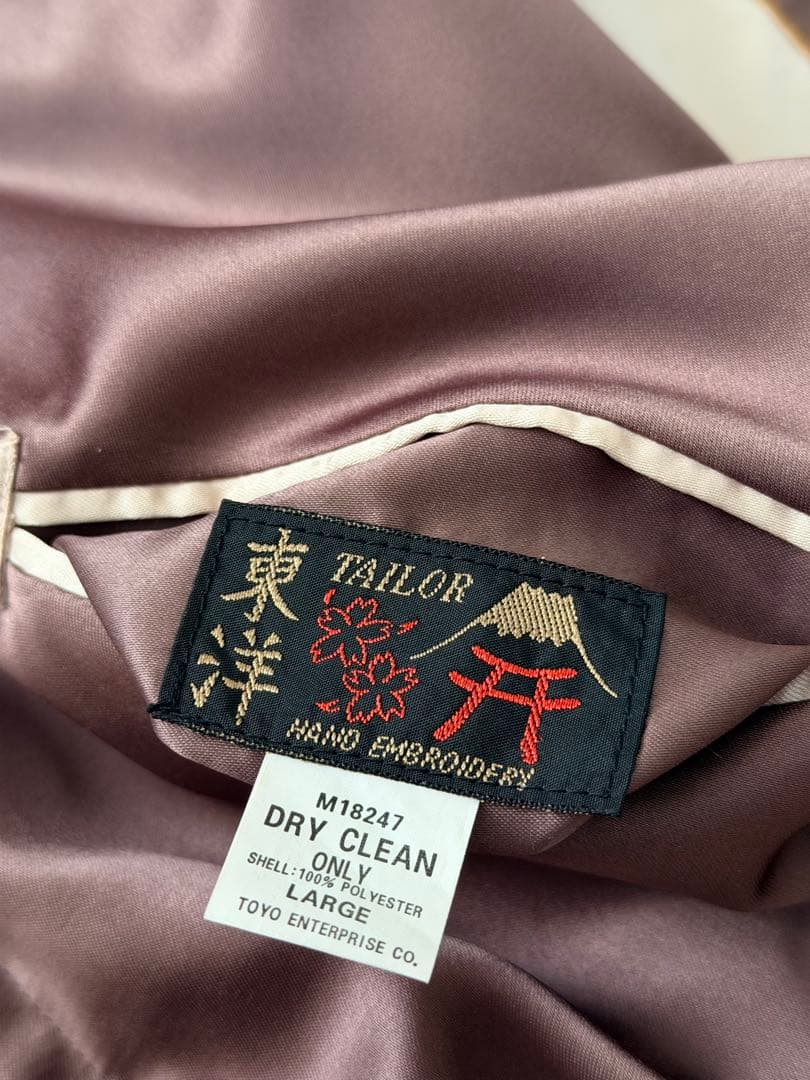 東洋
TAILOR
HAND EMBROIDERY
M18247
DRY CLEAN
ONLY
SHELL:100% POLYESTER
LARGE
TOYO ENTERPRISE CO.